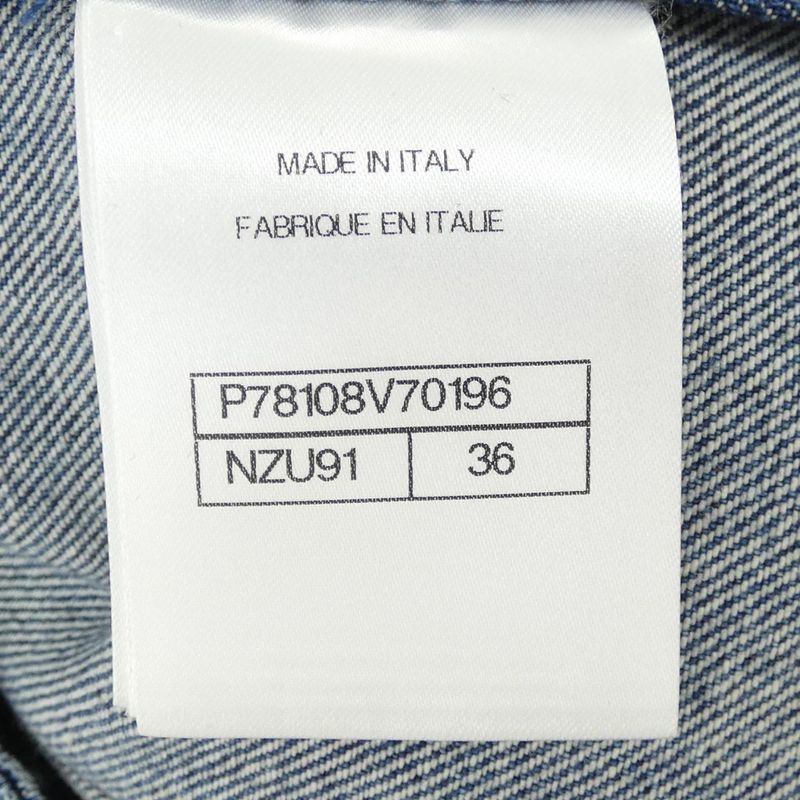 MADE IN ITALY
FABRIQUE EN ITALIE
P78108V70196
NZU91 36